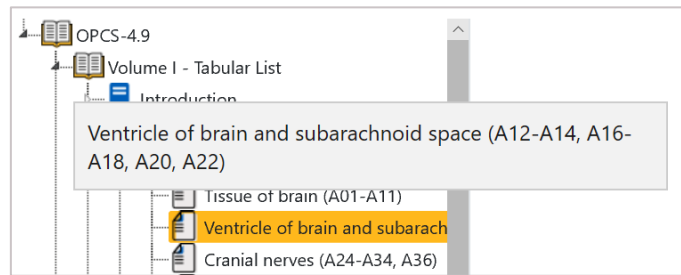 OPCS-4.9
Volume I - Tabular List
Introduction
Ventricle of brain and subarachnoid space (A12-A14, A16-
A18, A20, A22)
Tissue of brain (A01-A11)
Ventricle of brain and subarach
Cranial nerves (A24-A34, A36)